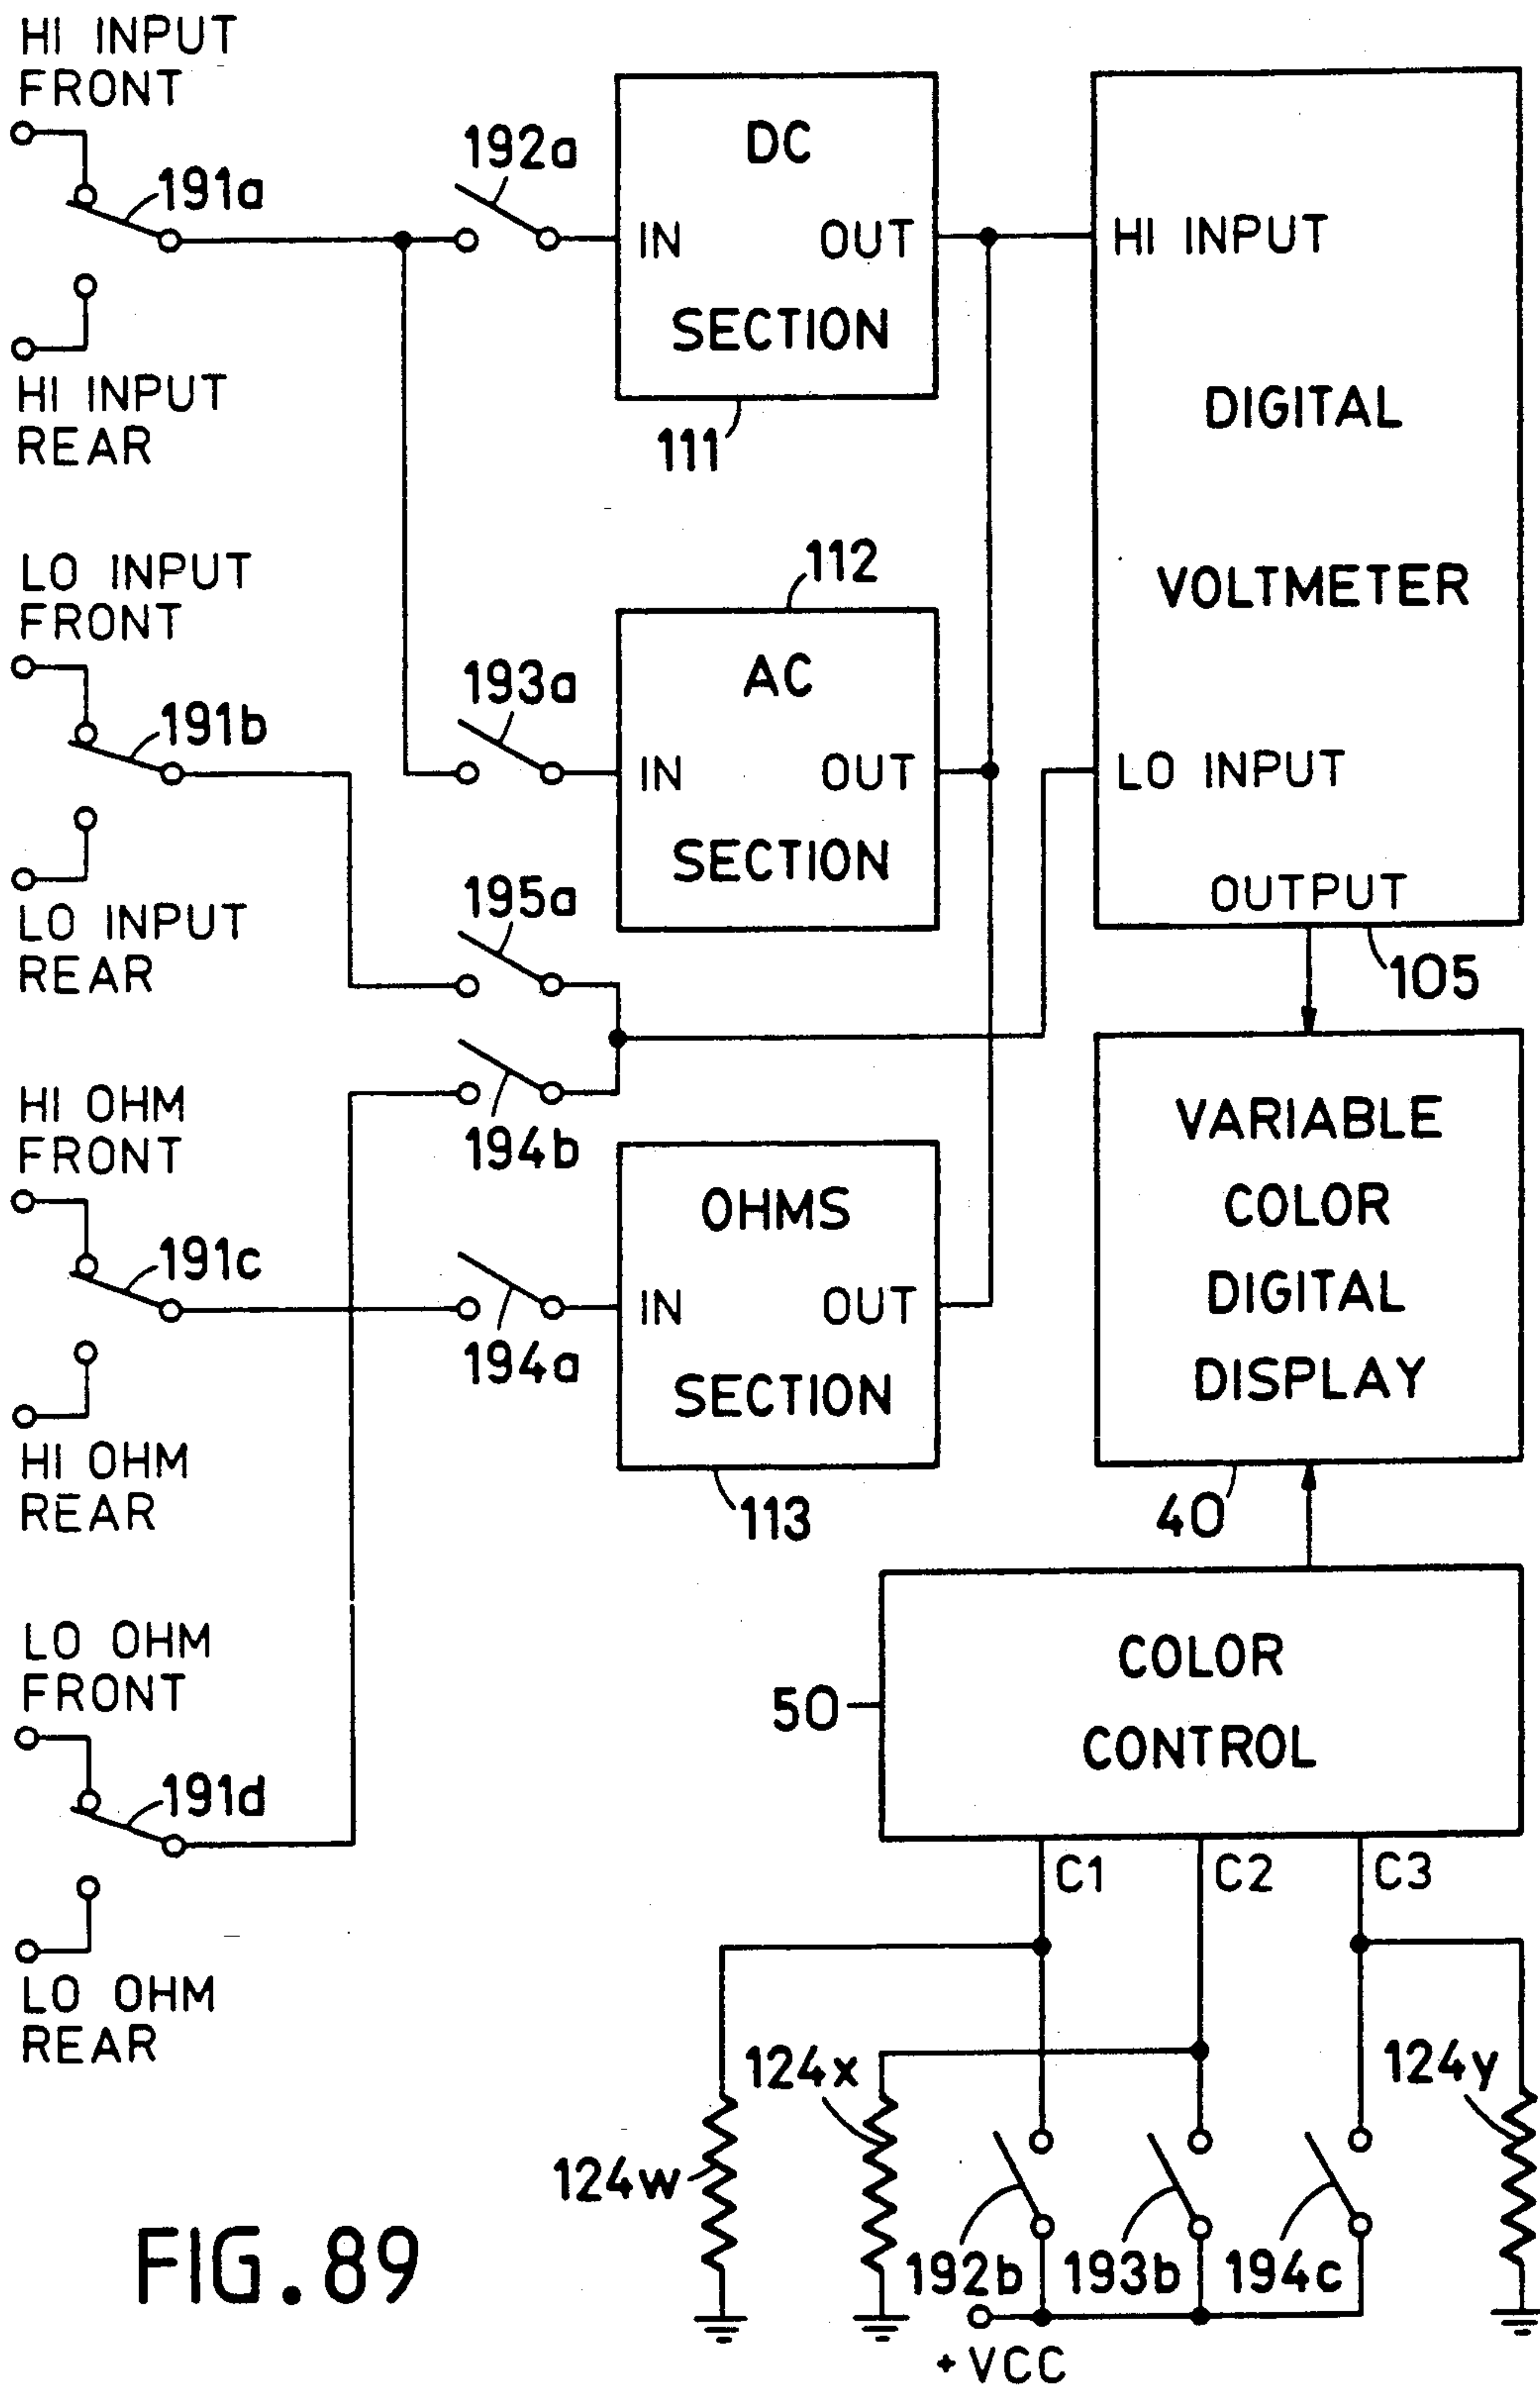 HI INPUT
FRONT
191a
HI INPUT
REAR
192a
DC
IN OUT
SECTION
111
HI INPUT
DIGITAL
VOLTMETER
LO INPUT
OUTPUT
105
LO INPUT
FRONT
191b
LO INPUT
REAR
193a
112
AC
IN OUT
SECTION
195a
194b
HI OHM
FRONT
191c
HI OHM
REAR
194a
OHMS
IN OUT
SECTION
113
VARIABLE
COLOR
DIGITAL
DISPLAY
40
LO OHM
FRONT
191d
LO OHM
REAR
50
COLOR
CONTROL
C1 C2 C3
124w
124x
124y
192b 193b 194c
+ VCC
FIG. 89